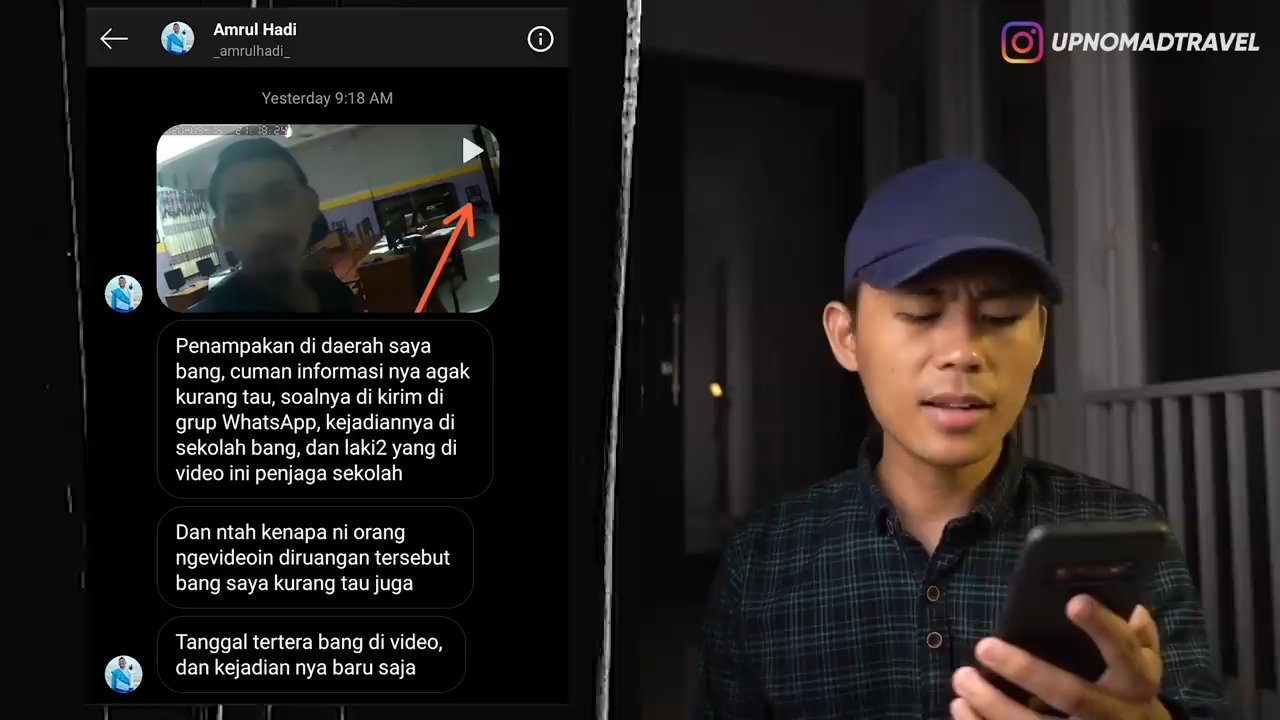 Amrul Hadi
_amrulhadi_
UPNOMADTRAVEL
Yesterday 9:18 AM
21:18:24
Penampakan di daerah saya
bang, cuman informasi nya agak
kurang tau, soalnya di kirim di
grup WhatsApp, kejadiannya di
sekolah bang, dan laki2 yang di
video ini penjaga sekolah
Dan ntah kenapa ni orang
ngevideoin diruangan tersebut
bang saya kurang tau juga
Tanggal tertera bang di video,
dan kejadian nya baru saja